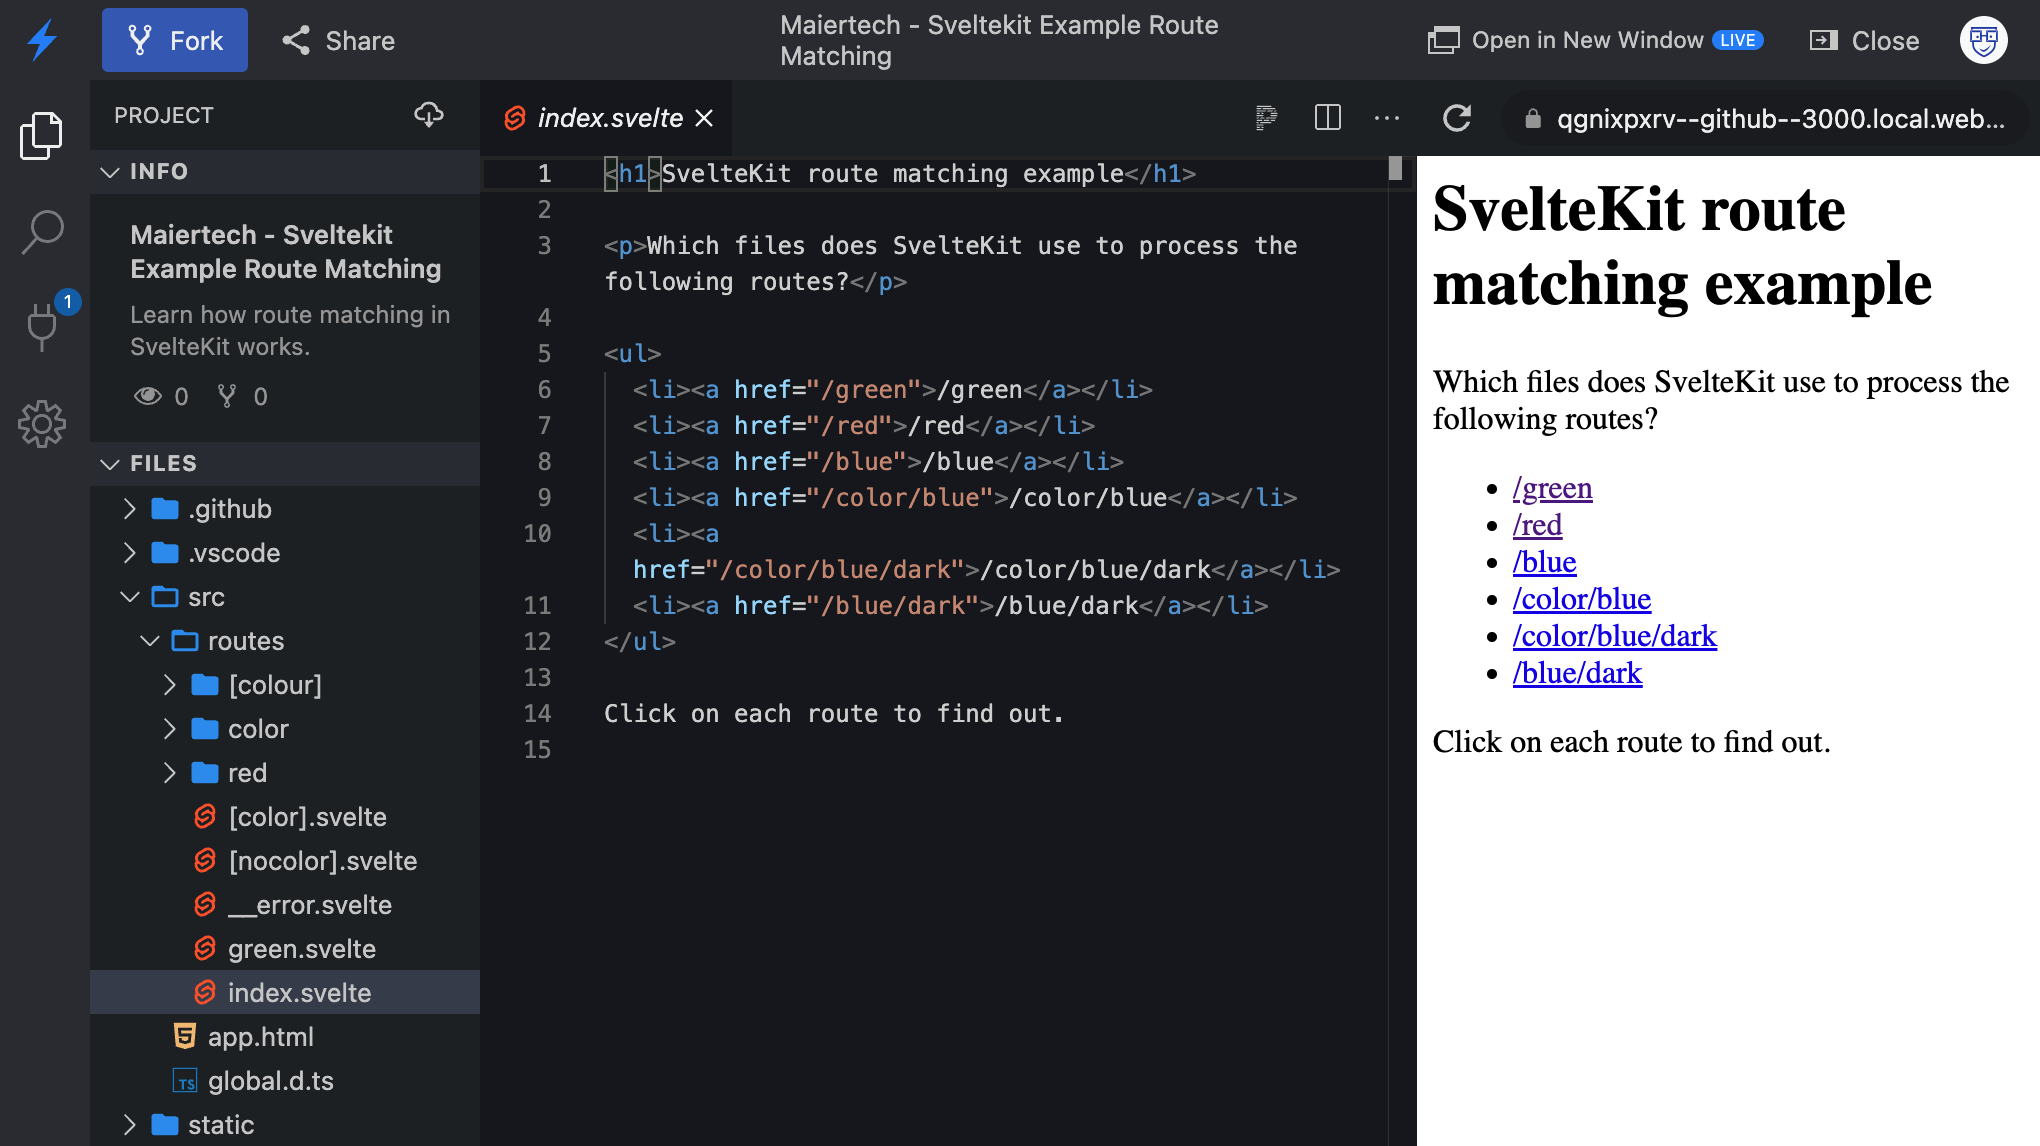 Fork
Share
Maiertech - Sveltekit Example Route
Matching
Open in New Window LIVE
Close
PROJECT
INFO
Maiertech - Sveltekit
Example Route Matching
Learn how route matching in
SvelteKit works.
0 0
1
FILES
.github
.vscode
src
routes
[colour]
color
red
[color].svelte
[nocolor].svelte
__error.svelte
green.svelte
index.svelte
app.html
TS global.d.ts
static
index.svelte
1 <h1>SvelteKit route matching example</h1>
2
3 <p>Which files does SvelteKit use to process the
following routes?</p>
4
5 <ul>
6 <li><a href="/green">/green</a></li>
7 <li><a href="/red">/red</a></li>
8 <li><a href="/blue">/blue</a></li>
9 <li><a href="/color/blue">/color/blue</a></li>
10 <li><a
href="/color/blue/dark">/color/blue/dark</a></li>
11 <li><a href="/blue/dark">/blue/dark</a></li>
12 </ul>
13
14 Click on each route to find out.
15
qgnixpxrv--github--3000.local.web...
SvelteKit route
matching example
Which files does SvelteKit use to process the
following routes?
/green
/red
/blue
/color/blue
/color/blue/dark
/blue/dark
Click on each route to find out.